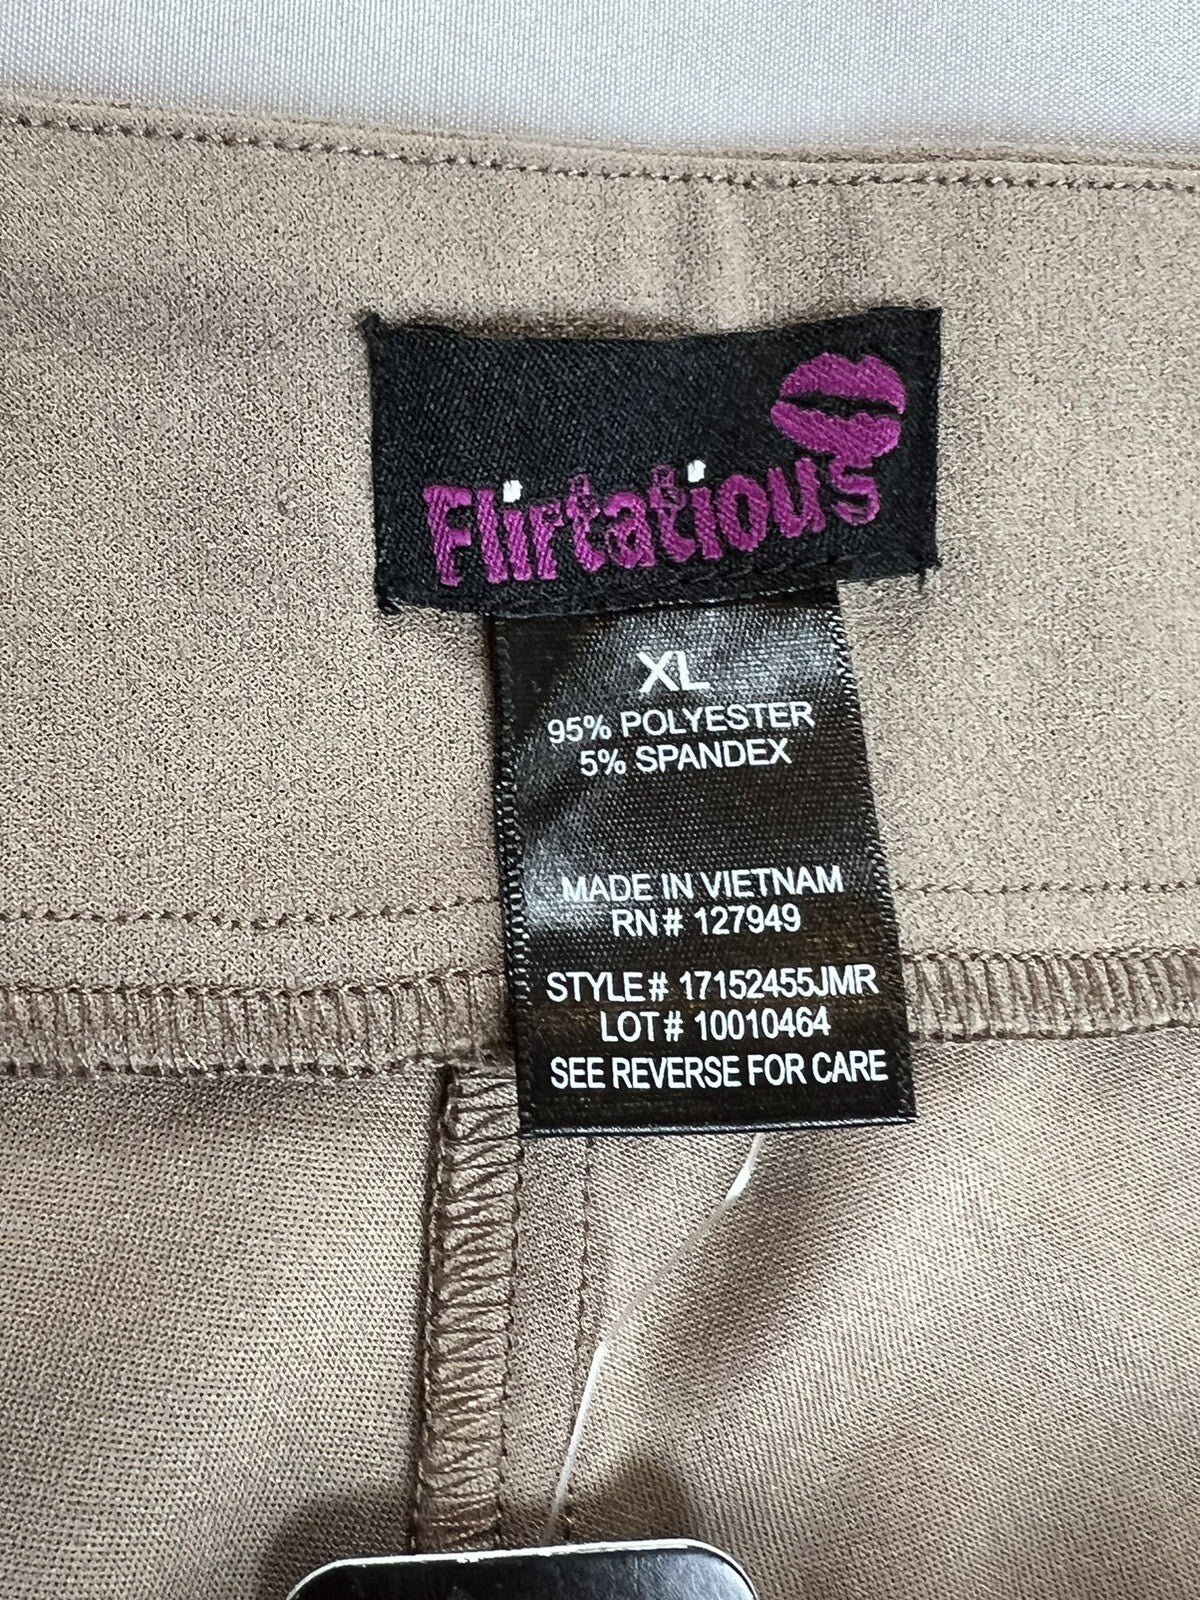 Flirtatious
XL
95% POLYESTER
5% SPANDEX
MADE IN VIETNAM
RN# 127949
STYLE# 17152455JMR
LOT# 10010464
SEE REVERSE FOR CARE